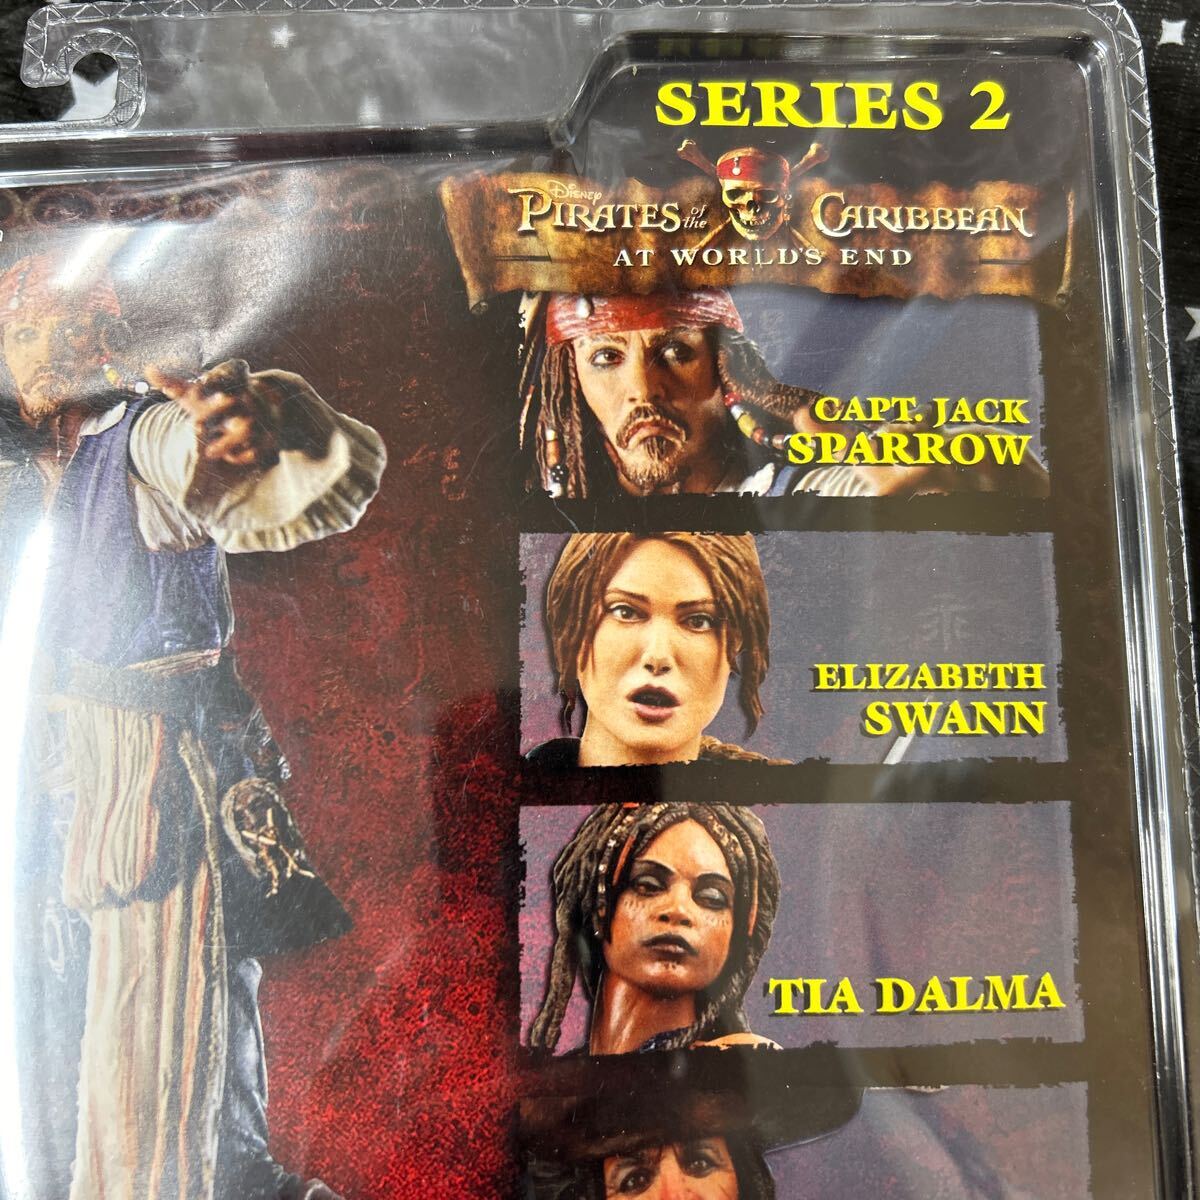 SERIES 2
DISNEY
PIRATES of the CARIBBEAN
AT WORLD'S END
CAPT. JACK
SPARROW
ELIZABETH
SWANN
TIA DALMA